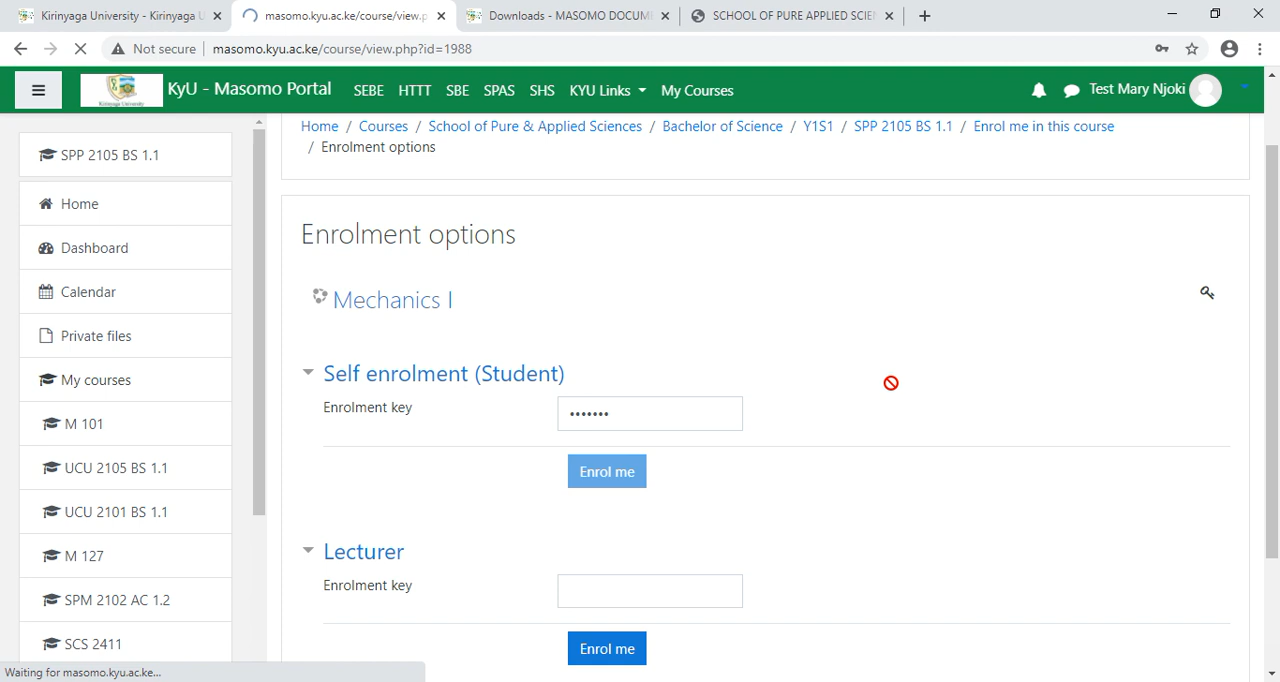 Kirinyaga University - Kirinyaga U
masomo.kyu.ac.ke/course/view.p
Downloads - MASOMO DOCUM
SCHOOL OF PURE APPLIED SCIE
Not secure
masomo.kyu.ac.ke/course/view.php?id=1988
KyU - Masomo Portal
SEBE
HTTT
SBE
SPAS
SHS
KYU Links
My Courses
Test Mary Njoki
Home / Courses / School of Pure & Applied Sciences / Bachelor of Science / Y1S1 / SPP 2105 BS 1.1 / Enrol me in this course
/ Enrolment options
SPP 2105 BS 1.1
Home
Dashboard
Calendar
Private files
My courses
M 101
UCU 2105 BS 1.1
UCU 2101 BS 1.1
M 127
SPM 2102 AC 1.2
SCS 2411
Enrolment options
Mechanics I
Self enrolment (Student)
Enrolment key
•••••••
Enrol me
Lecturer
Enrolment key
Enrol me
Waiting for masomo.kyu.ac.ke...